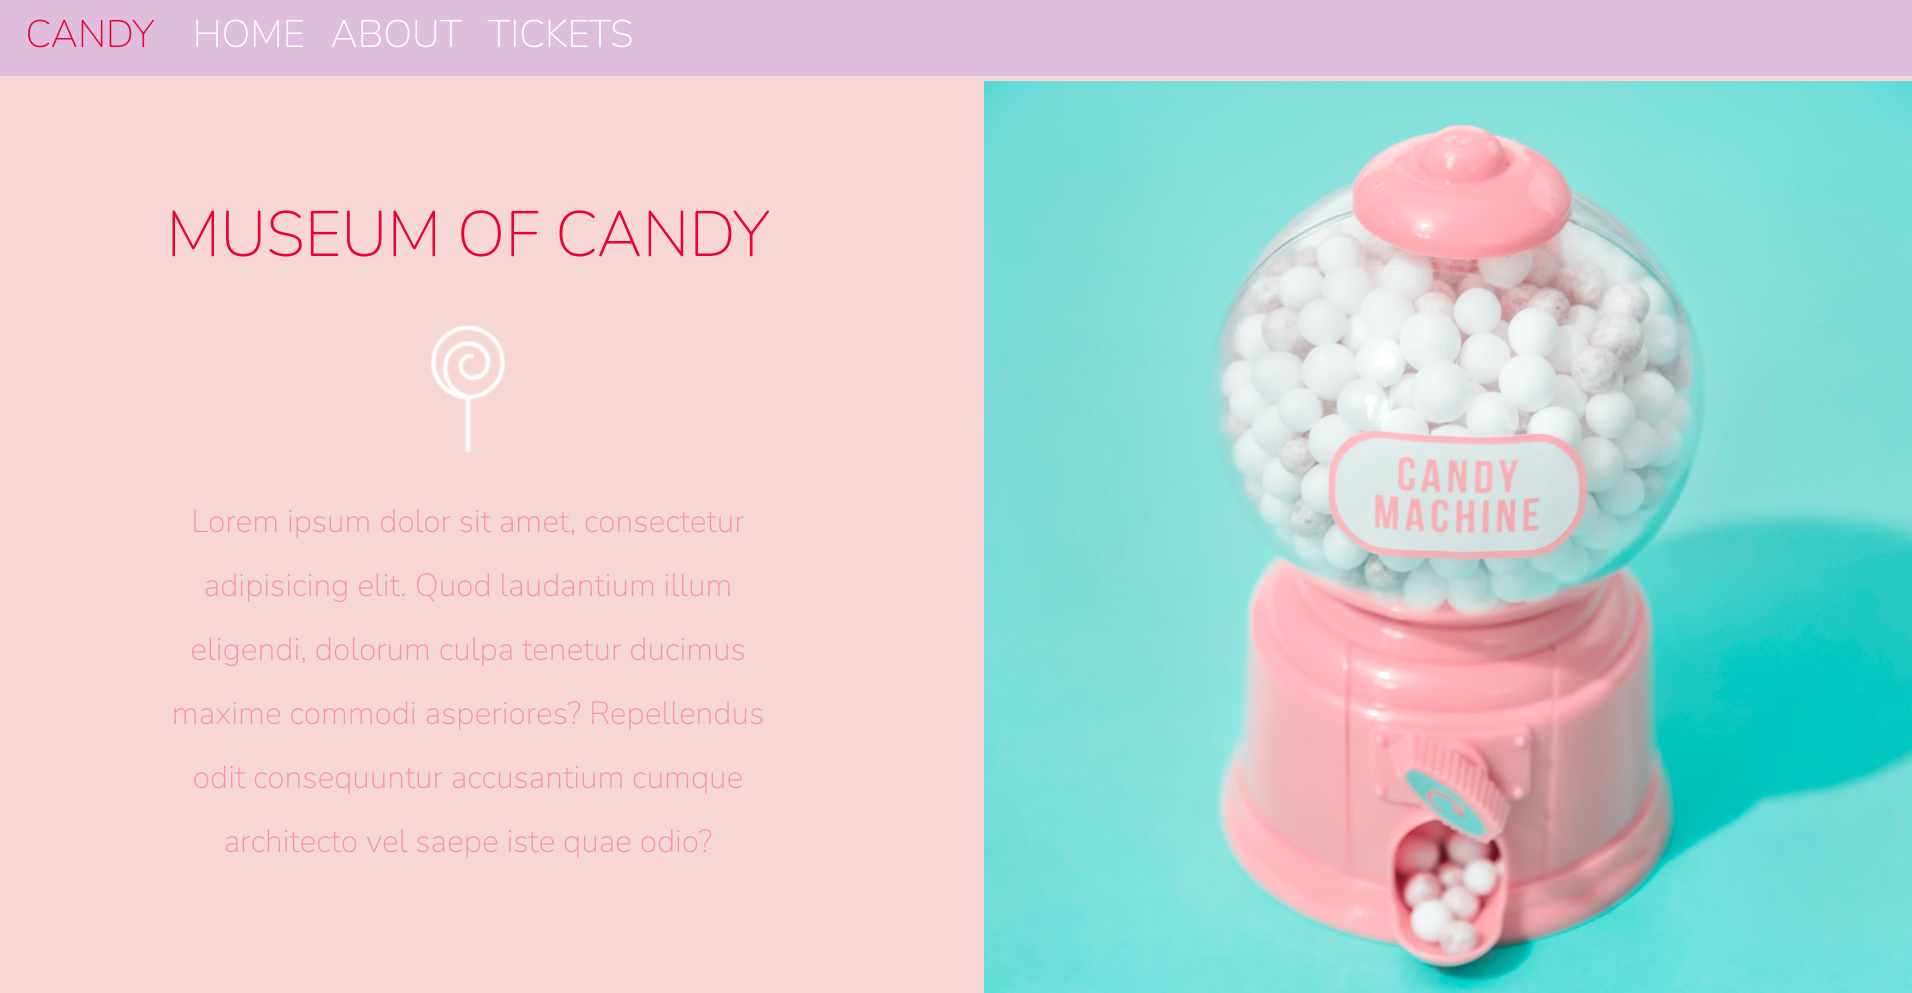 CANDY HOME ABOUT TICKETS
MUSEUM OF CANDY
Lorem ipsum dolor sit amet, consectetur
adipisicing elit. Quod laudantium illum
eligendi, dolorum culpa tenetur ducimus
maxime commodi asperiores? Repellendus
odit consequuntur accusantium cumque
architecto vel saepe iste quae odio?
CANDY
MACHINE